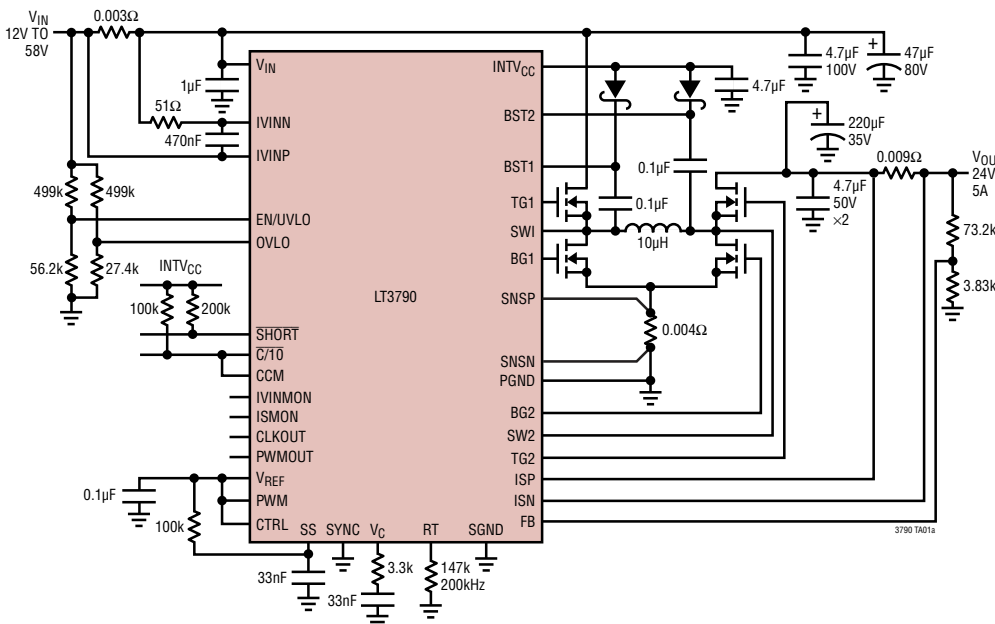 VIN
12V TO
58V
0.003Ω
1µF
51Ω
470nF
499k
499k
56.2k
27.4k
INTVCC
100k
200k
0.1µF
100k
33nF
33nF
3.3k
147k
200kHz
LT3790
VIN
IVINN
IVINP
EN/UVLO
OVLO
SHORT
C/10
CCM
IVINMON
ISMON
CLKOUT
PWMOUT
VREF
PWM
CTRL
SS
SYNC
VC
RT
SGND
INTVCC
BST2
BST1
TG1
SWI
BG1
SNSP
SNSN
PGND
BG2
SW2
TG2
ISP
ISN
FB
4.7µF
0.1µF
0.1µF
10µH
0.004Ω
4.7µF
100V
+
47µF
80V
+
220µF
35V
0.009Ω
4.7µF
50V
×2
VOUT
24V
5A
73.2k
3.83k
3790 TA01a